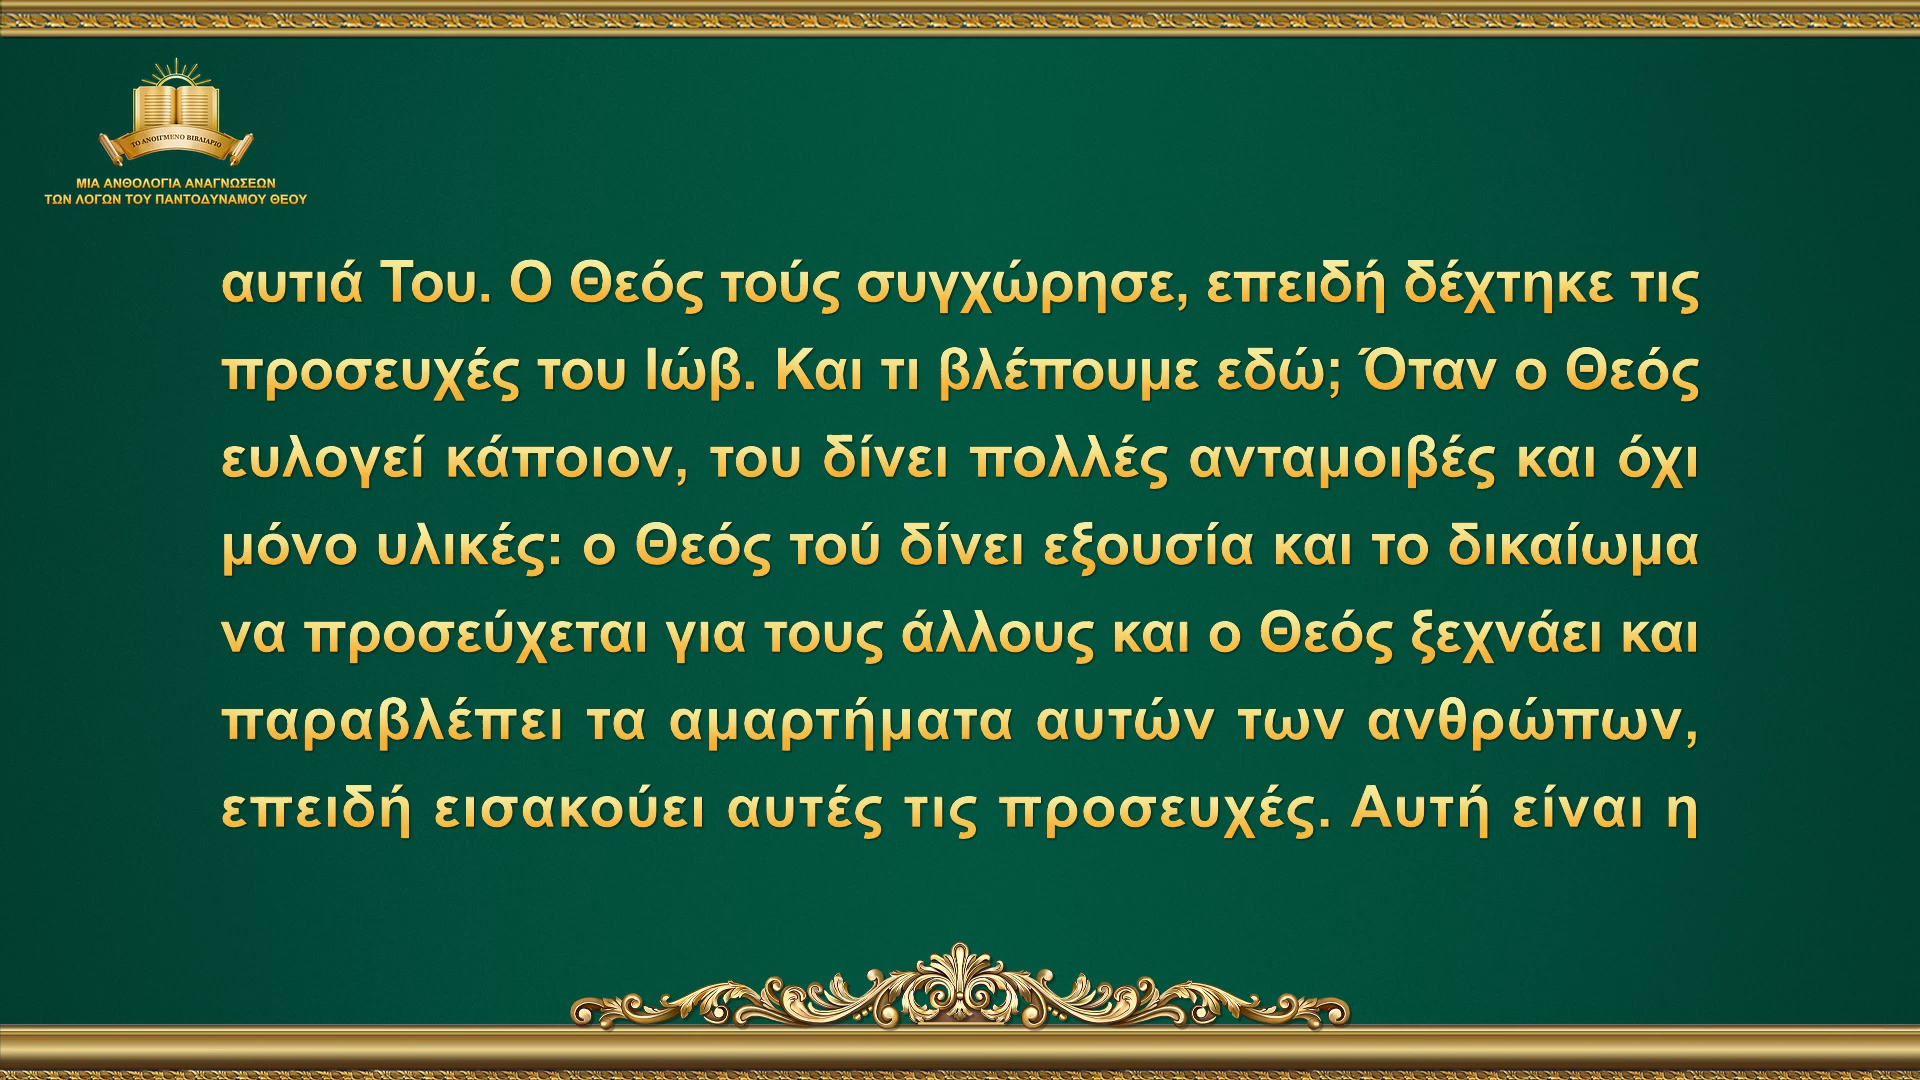 ΤΟ ΑΝΟΙΓΜΕΝΟ ΒΙΒΛΙΑΡΙΟ
ΜΙΑ ΑΝΘΟΛΟΓΙΑ ΑΝΑΓΝΩΣΕΩΝ
ΤΩΝ ΛΟΓΩΝ ΤΟΥ ΠΑΝΤΟΔΥΝΑΜΟΥ ΘΕΟΥ
αυτιά Του. Ο Θεός τούς συγχώρησε, επειδή δέχτηκε τις
προσευχές του Ιώβ. Και τι βλέπουμε εδώ; Όταν ο Θεός
ευλογεί κάποιον, του δίνει πολλές ανταμοιβές και όχι
μόνο υλικές: ο Θεός τού δίνει εξουσία και το δικαίωμα
να προσεύχεται για τους άλλους και ο Θεός ξεχνάει και
παραβλέπει τα αμαρτήματα αυτών των ανθρώπων,
επειδή εισακούει αυτές τις προσευχές. Αυτή είναι η